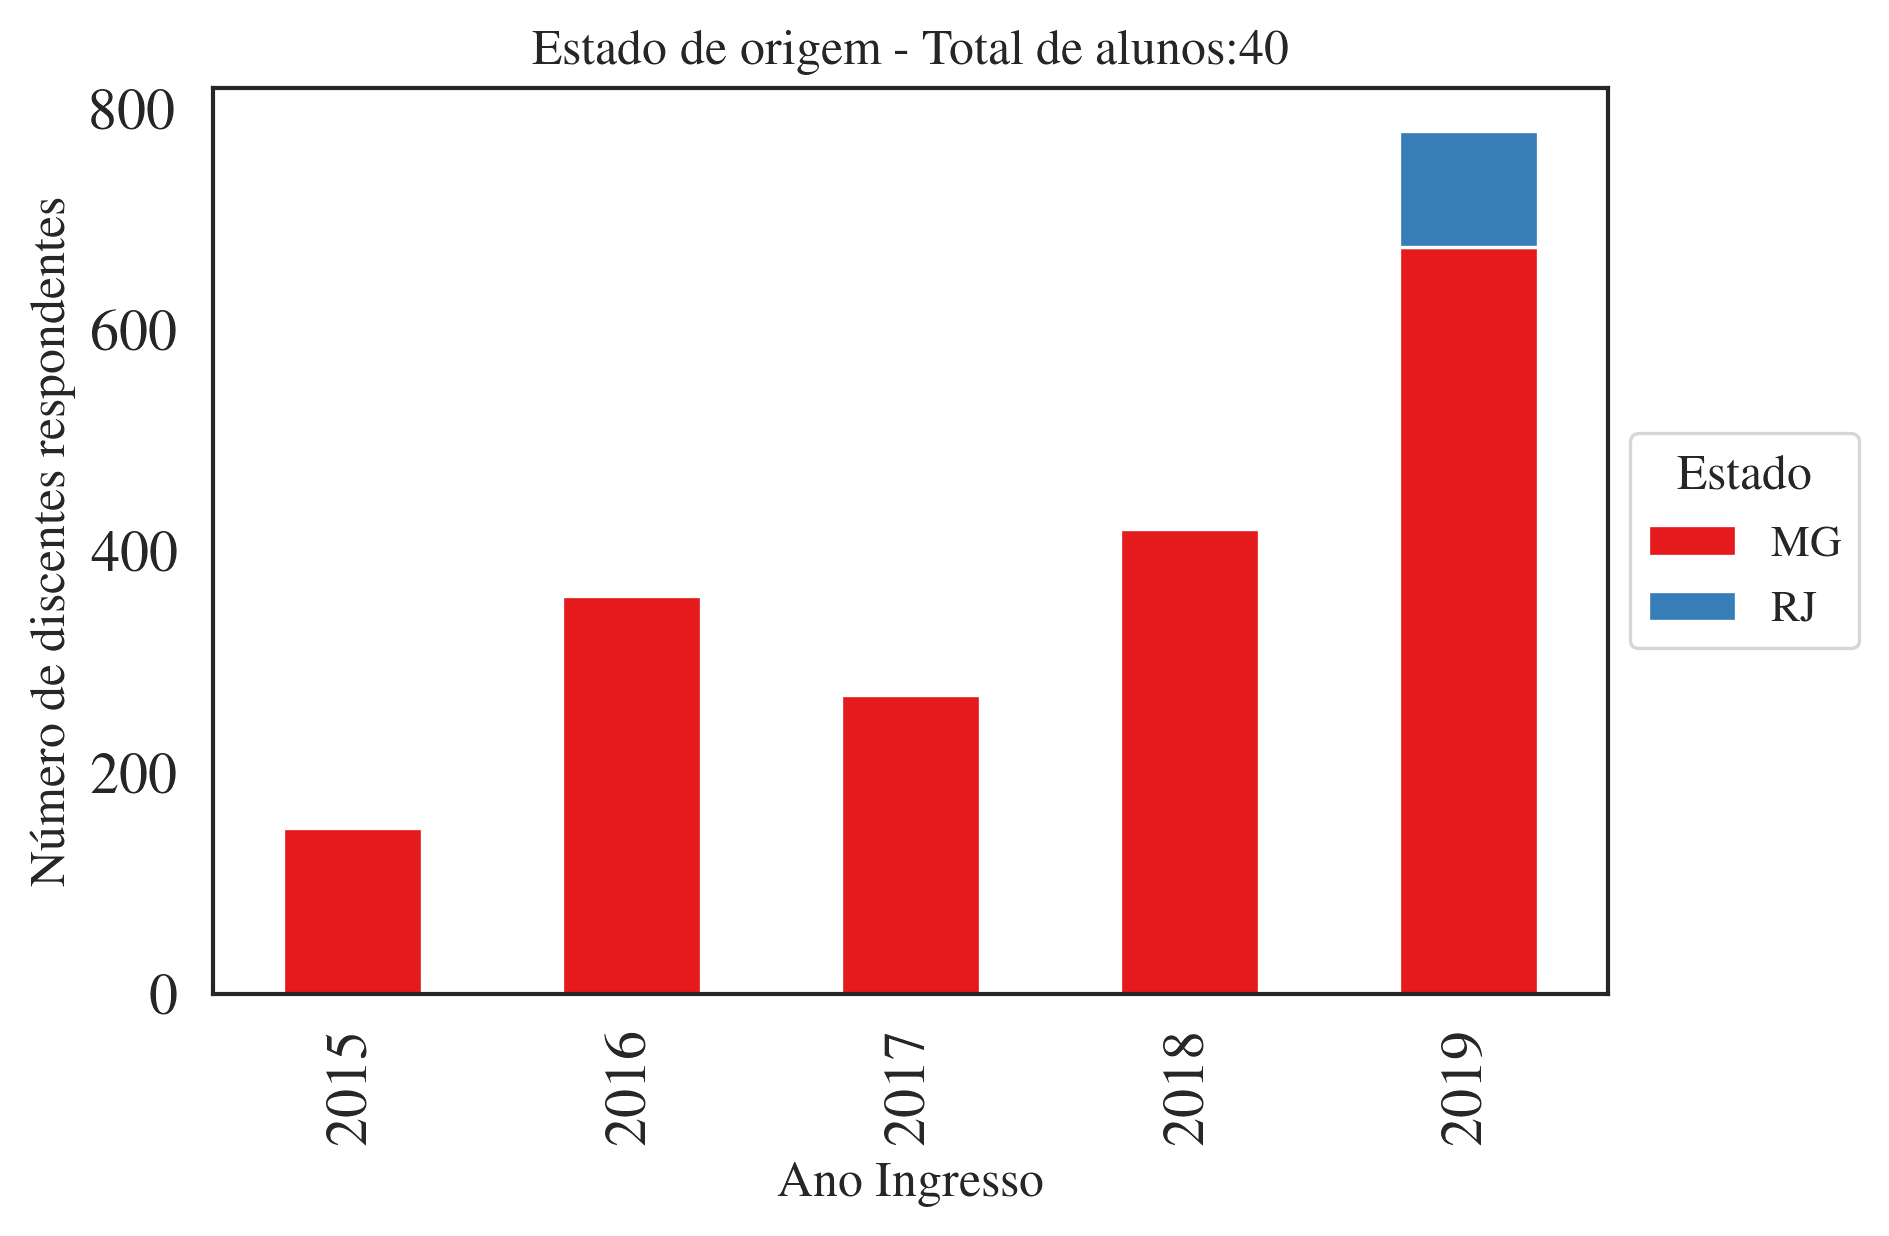 Estado de origem - Total de alunos:40
800
600
400
200
0
Número de discentes respondentes
2015
2016
2017
2018
2019
Ano Ingresso
Estado
MG
RJ